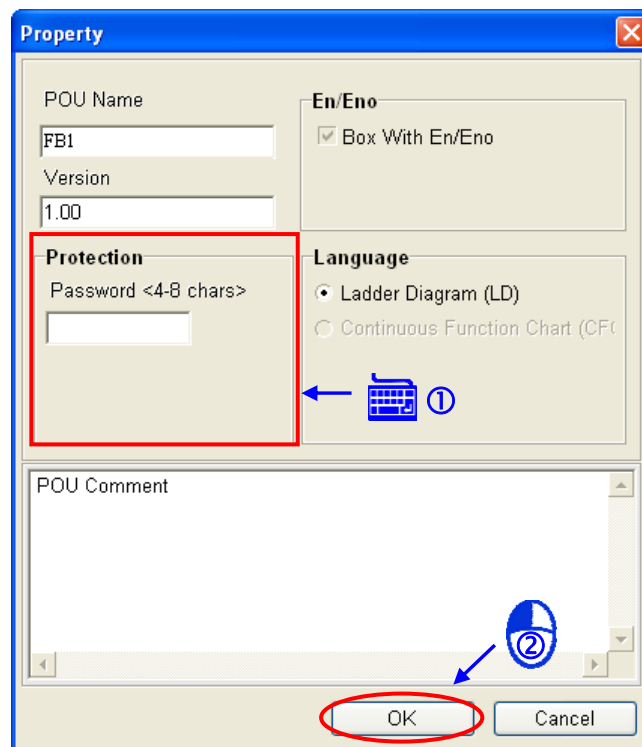 Property
POU Name
FB1
Version
1.00
En/Eno
Box With En/Eno
Protection
Password <4-8 chars>
Language
Ladder Diagram (LD)
Continuous Function Chart (CFC
①
POU Comment
②
OK
Cancel